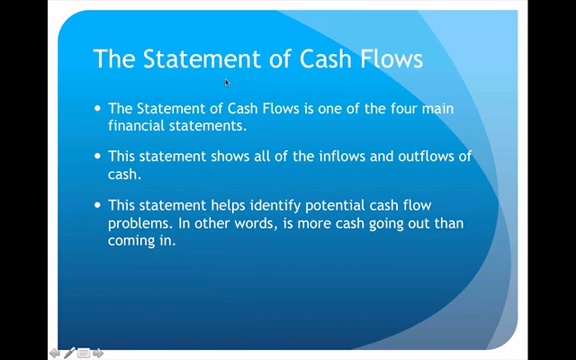 The Statement of Cash Flows
• The Statement of Cash Flows is one of the four main
financial statements.
• This statement shows all of the inflows and outflows of
cash.
• This statement helps identify potential cash flow
problems. In other words, is more cash going out than
coming in.